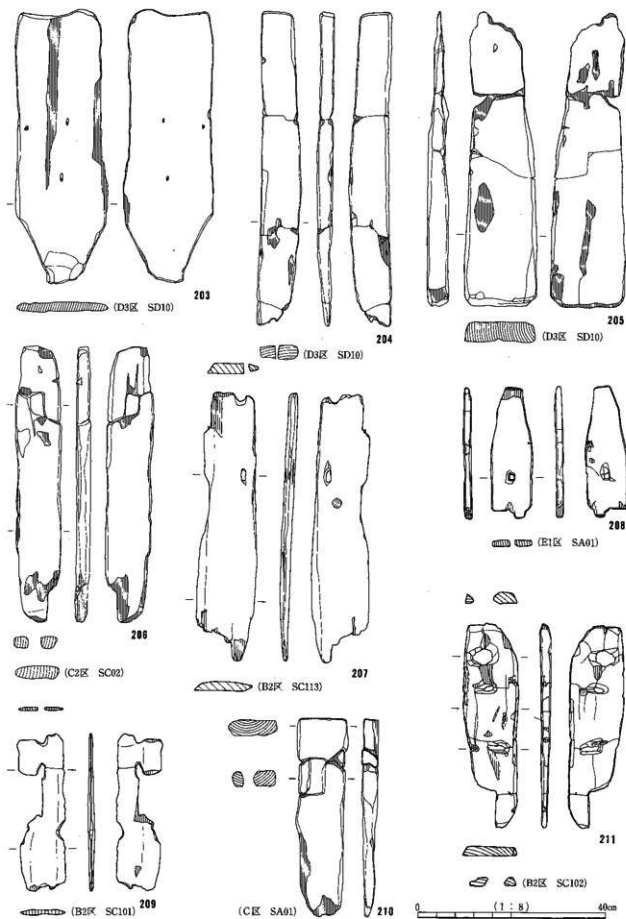 203
(D3区 SD10)
204
(D3区 SD10)
205
(D3区 SD10)
206
(C2区 SC02)
207
(B2区 SC113)
208
(E1区 SA01)
209
(B2区 SC101)
210
(C区 SA01)
211
(B2区 SC102)
0 (1:8) 40cm